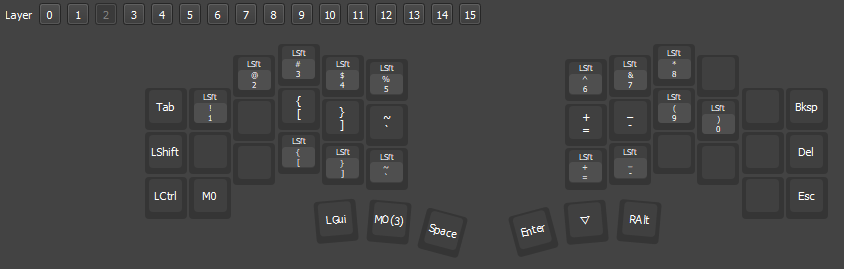 Layer 0 1 2 3 4 5 6 7 8 9 10 11 12 13 14 15
Tab
LSft
!
1
LSft
@
2
LSft
#
3
LSft
$
4
LSft
%
5
LSft
^
6
LSft
&
7
LSft
*
8
Bksp
LShift
{
[
}
]
~
`
+
=
_
-
LSft
(
9
LSft
)
0
Del
LCtrl
M0
LSft
{
[
LSft
}
]
LSft
~
`
LSft
+
=
LSft
_
-
Esc
LGui
MO(3)
Space
Enter
▽
RAlt